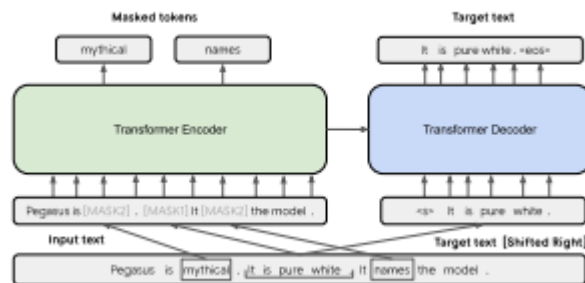 Masked tokens
Target text
mythical
names
It is pure white . <eos>
Transformer Encoder
Transformer Decoder
Pegasus is [MASK2] . [MASK1] It [MASK2] the model .
<s> It is pure white .
Input text
Target text [Shifted Right]
Pegasus is mythical . It is pure white . It names the model .